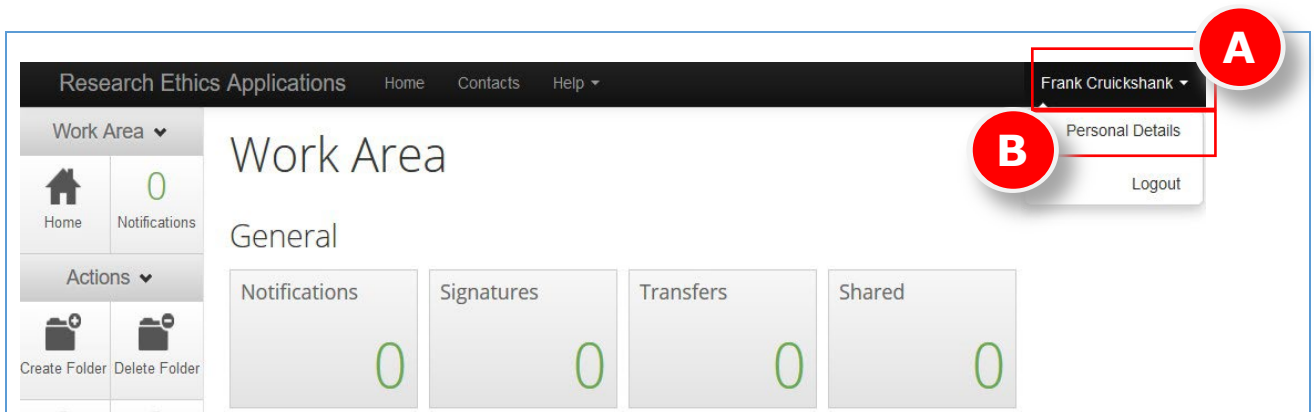 A
Research Ethics Applications Home Contacts Help Frank Cruickshank
Work Area
Personal Details
B
Work Area
Logout
0
Home Notifications
General
Actions
Notifications Signatures Transfers Shared
0 0 0 0
Create Folder Delete Folder